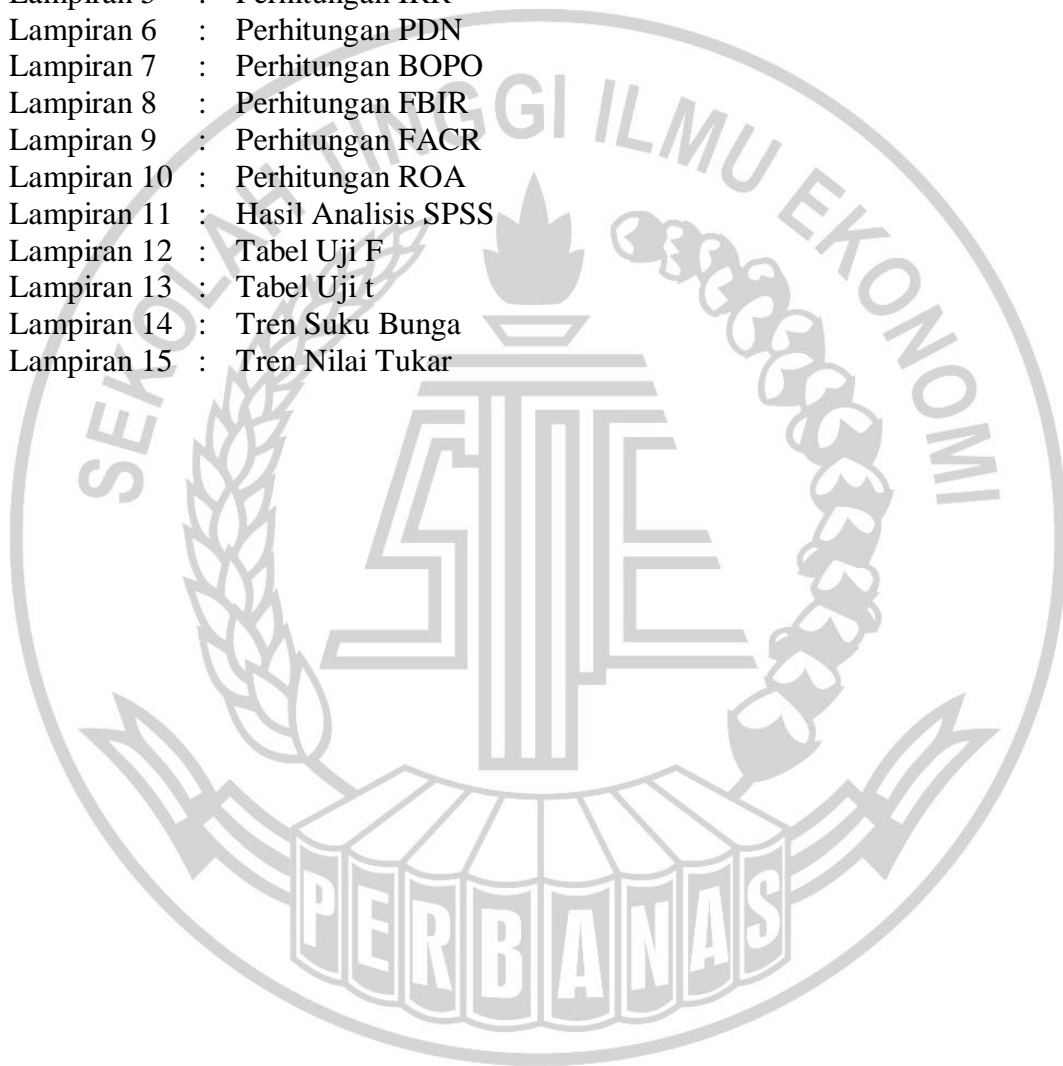 Lampiran 6 : Perhitungan PDN
Lampiran 7 : Perhitungan BOPO
Lampiran 8 : Perhitungan FBIR
Lampiran 9 : Perhitungan FACR
Lampiran 10 : Perhitungan ROA
Lampiran 11 : Hasil Analisis SPSS
Lampiran 12 : Tabel Uji F
Lampiran 13 : Tabel Uji t
Lampiran 14 : Tren Suku Bunga
Lampiran 15 : Tren Nilai Tukar
SEKOLAH TINGGI ILMU EKONOMI
PERBANAS